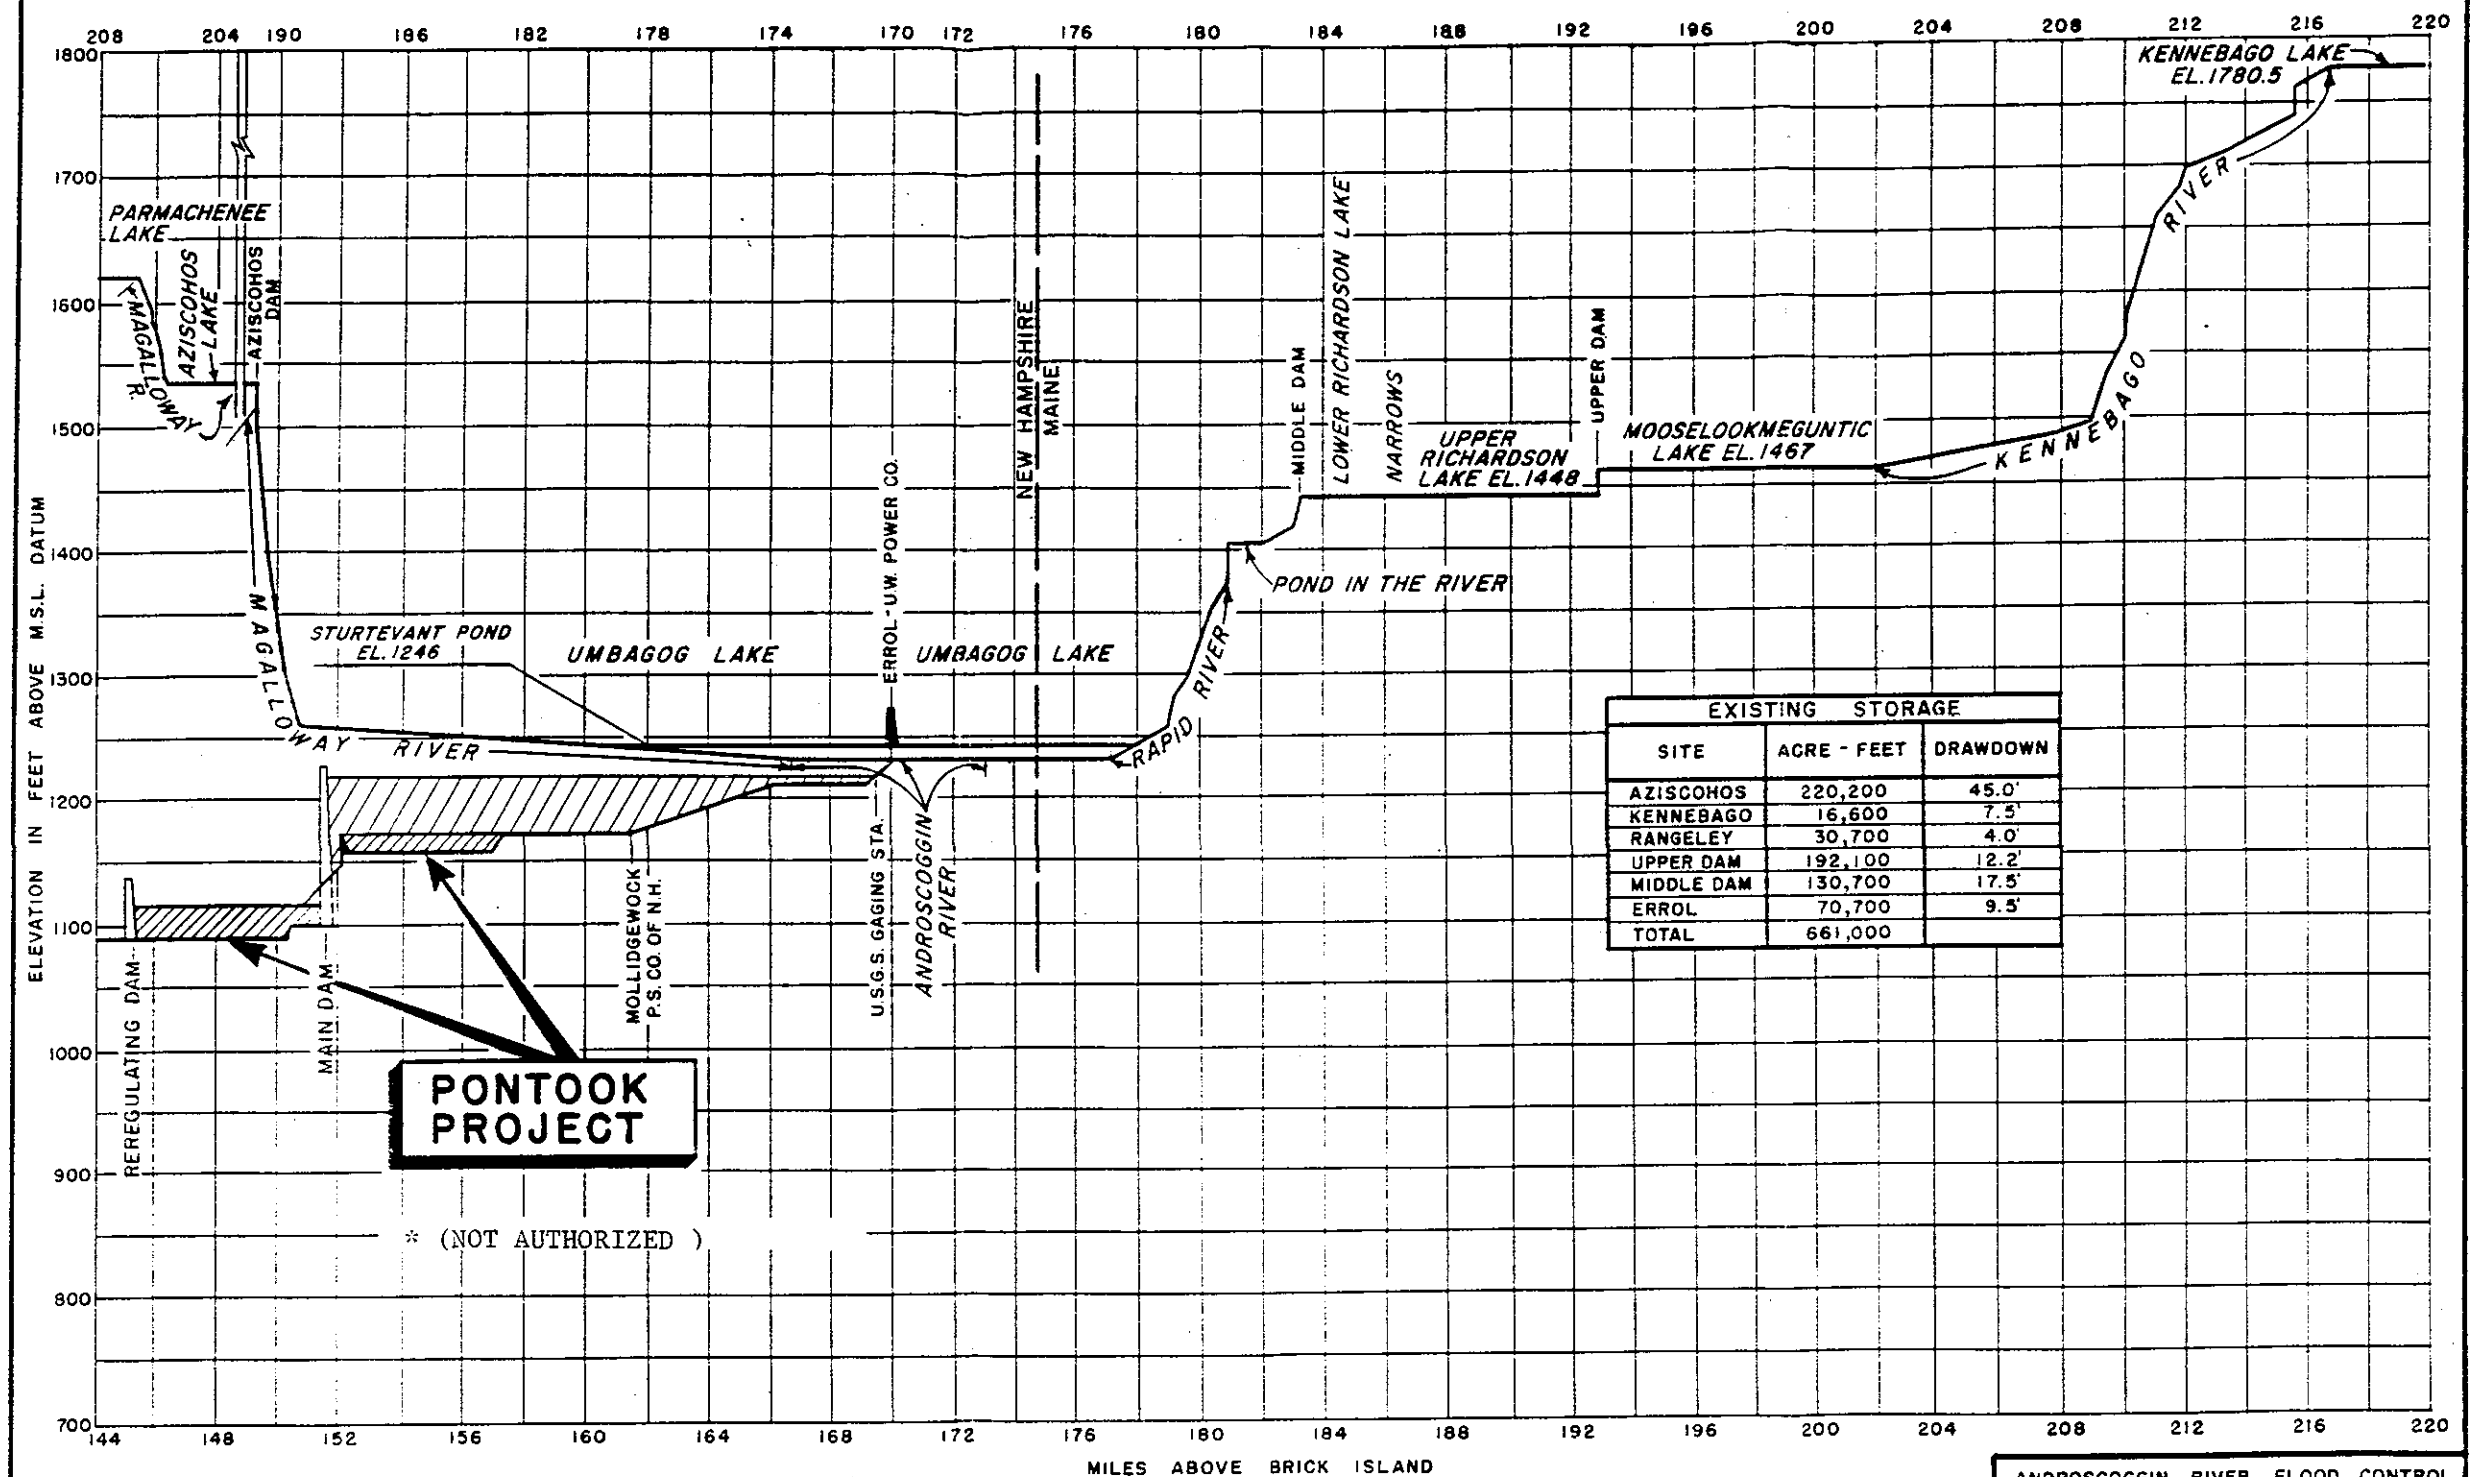 208 204 190 186 182 178 174 170 172 176 180 184 188 192 196 200 204 208 212 216 220
1800
1700
1600
1500
1400
1300
1200
1100
1000
900
800
700
ELEVATION IN FEET ABOVE M.S.L. DATUM
KENNEBAGO LAKE
EL. 1780.5
PARMACHENEE
LAKE
MAGALLOWAY
R.
AZISCOHOS
LAKE
AZISCOHOS
DAM
MAGALLOWAY RIVER
STURTEVANT POND
EL. 1246
UMBAGOG LAKE
ERROL - U.W. POWER CO.
UMBAGOG LAKE
NEW HAMPSHIRE
MAINE
RAPID RIVER
POND IN THE RIVER
MIDDLE DAM
LOWER RICHARDSON LAKE
NARROWS
UPPER
RICHARDSON
LAKE EL. 1448
UPPER DAM
MOOSELOOKMEGUNTIC
LAKE EL. 1467
KENNEBAGO RIVER
REREGULATING DAM
MAIN DAM
MOLLIDGEWOCK
P.S. CO. OF N.H.
U.S.G.S. GAGING STA.
ANDROSCOGGIN
RIVER
EXISTING STORAGE
SITE ACRE - FEET DRAWDOWN
AZISCOHOS 220,200 45.0'
KENNEBAGO 16,600 7.5'
RANGELEY 30,700 4.0'
UPPER DAM 192,100 12.2'
MIDDLE DAM 130,700 17.5'
ERROL 70,700 9.5'
TOTAL 661,000
PONTOOK
PROJECT
* (NOT AUTHORIZED )
144 148 152 156 160 164 168 172 176 180 184 188 192 196 200 204 208 212 216 220
MILES ABOVE BRICK ISLAND
ANDROSCOGGIN RIVER FLOOD CONTROL